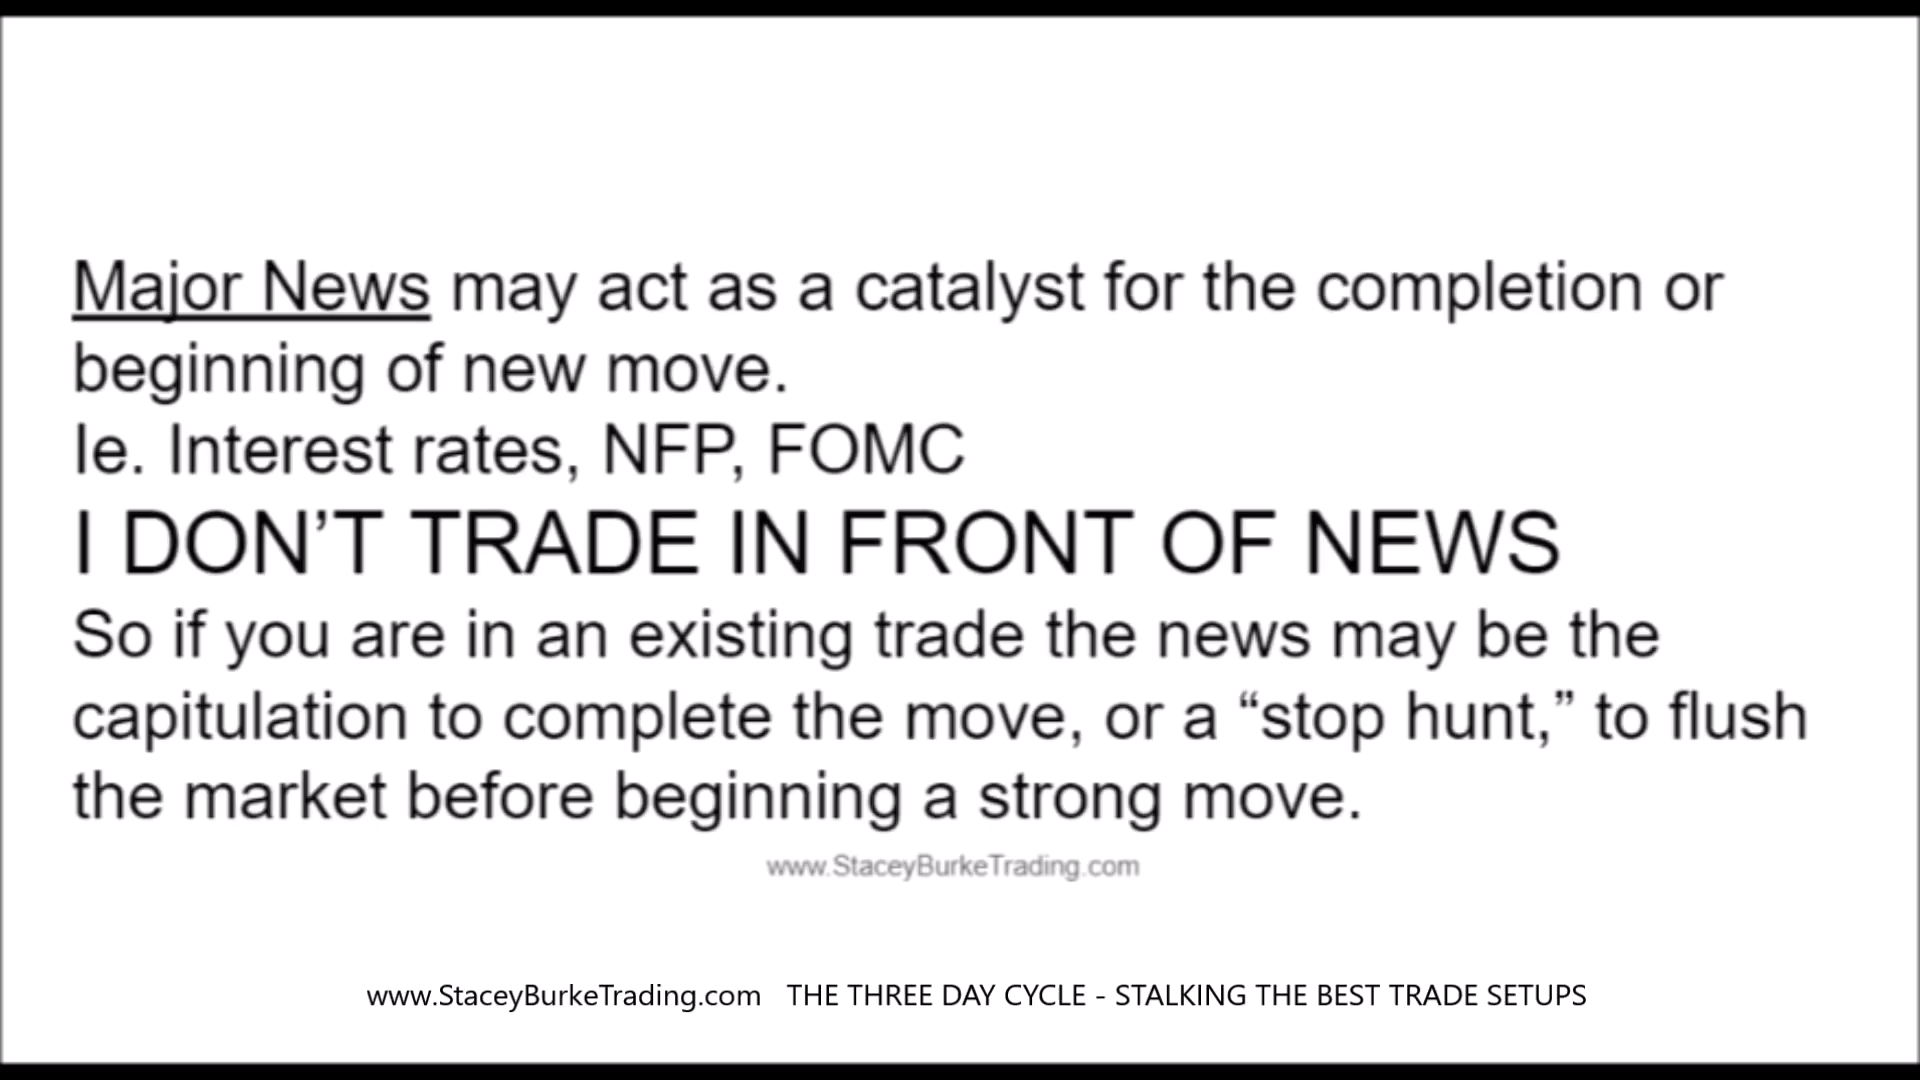 Major News may act as a catalyst for the completion or
beginning of new move.
Ie. Interest rates, NFP, FOMC
I DON’T TRADE IN FRONT OF NEWS
So if you are in an existing trade the news may be the
capitulation to complete the move, or a “stop hunt,” to flush
the market before beginning a strong move.
www.StaceyBurkeTrading.com
www.StaceyBurkeTrading.com THE THREE DAY CYCLE - STALKING THE BEST TRADE SETUPS